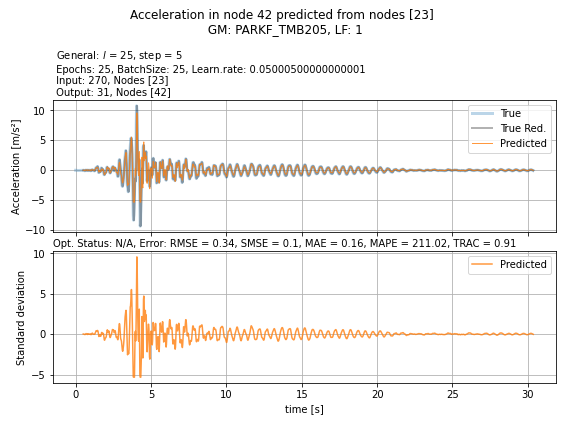 Acceleration in node 42 predicted from nodes [23]
GM: PARKF_TMB205, LF: 1
General: l = 25, step = 5
Epochs: 25, BatchSize: 25, Learn.rate: 0.05000500000000001
Input: 270, Nodes [23]
Output: 31, Nodes [42]
Acceleration [m/s²]
10
5
0
−5
−10
True
True Red.
Predicted
Opt. Status: N/A, Error: RMSE = 0.34, SMSE = 0.1, MAE = 0.16, MAPE = 211.02, TRAC = 0.91
Standard deviation
10
5
0
−5
Predicted
0 5 10 15 20 25 30
time [s]